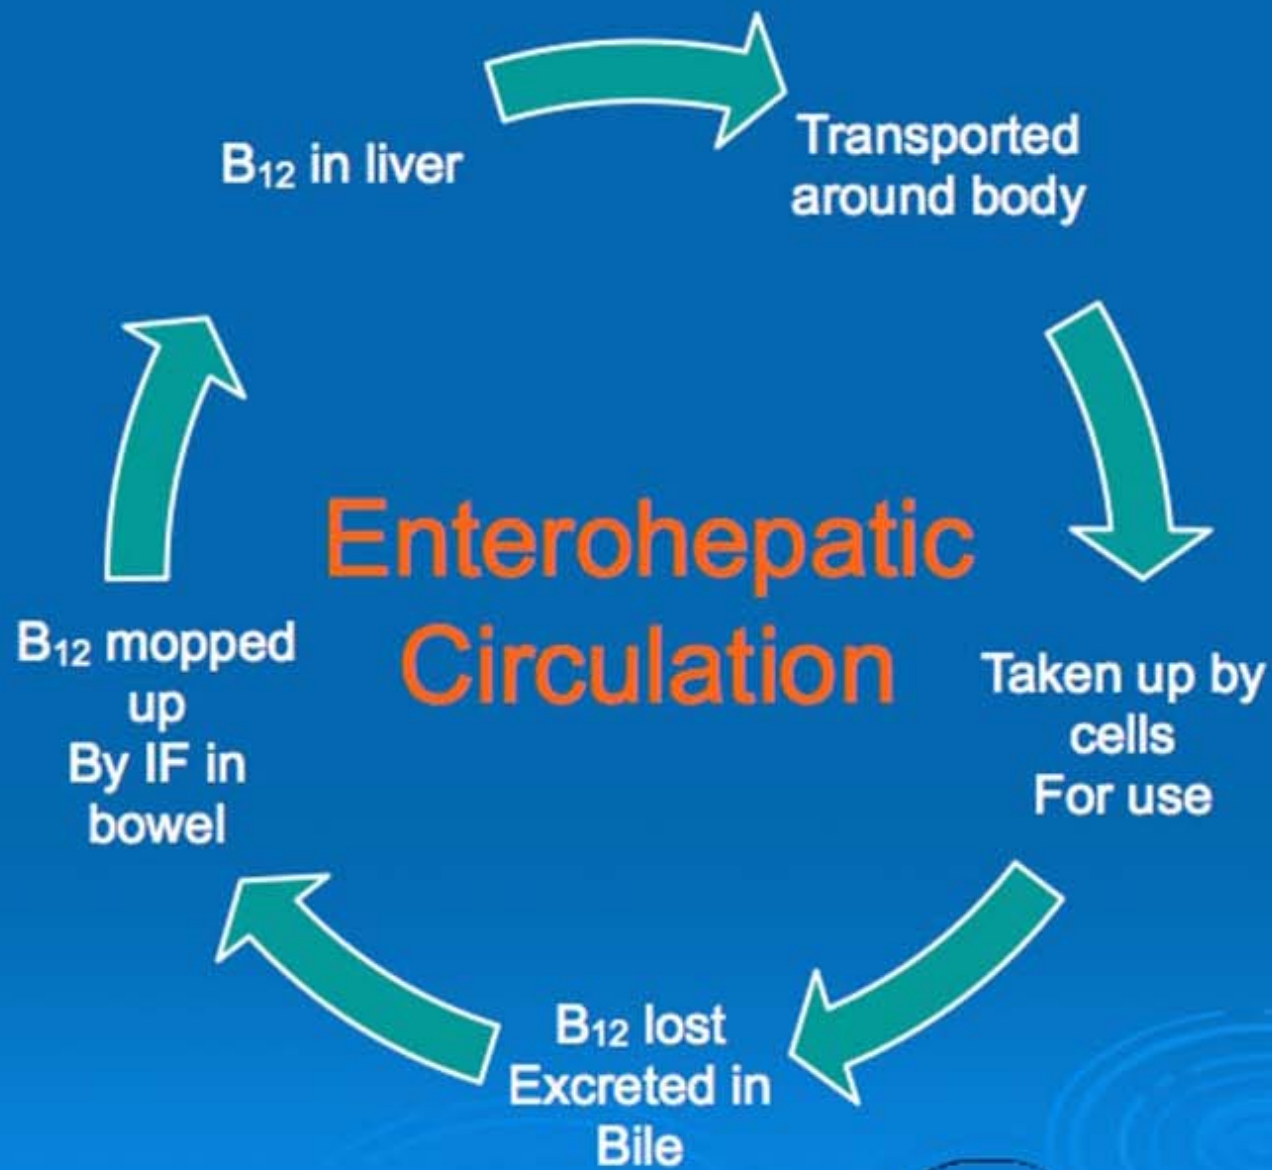 B₁₂ in liver
Transported
around body
Enterohepatic
Circulation
Taken up by
cells
For use
B₁₂ lost
Excreted in
Bile
B₁₂ mopped
up
By IF in
bowel